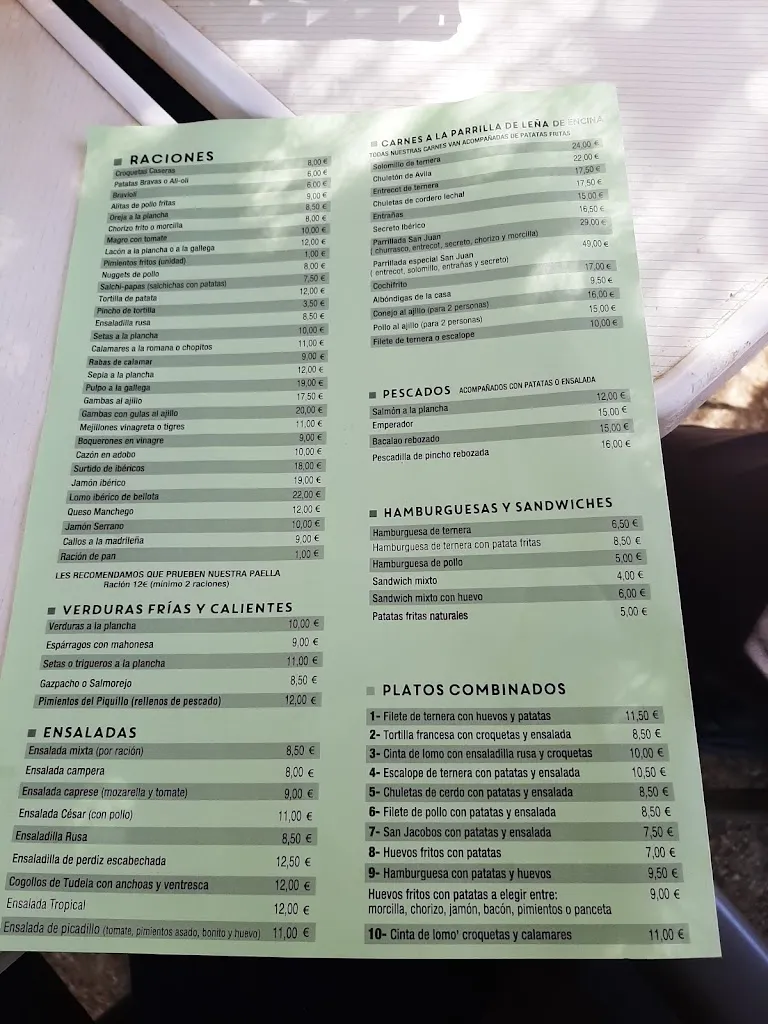 RACIONES
Croquetas Caseras 8,00 €
Patatas Bravas o Ali-oli 6,00 €
Bravioli 6,00 €
Alitas de pollo fritas 9,00 €
Oreja a la plancha 8,50 €
Chorizo frito o morcilla 8,00 €
Magro con tomate 10,00 €
Lacón a la plancha o a la gallega 12,00 €
Pimientos fritos (unidad) 1,00 €
Nuggets de pollo 8,00 €
Salchi-papas (salchichas con patatas) 7,50 €
Tortilla de patata 12,00 €
Pincho de tortilla 3,50 €
Ensaladilla rusa 8,50 €
Setas a la plancha 10,00 €
Calamares a la romana o chopitos 11,00 €
Rabas de calamar 9,00 €
Sepia a la plancha 12,00 €
Pulpo a la gallega 19,00 €
Gambas al ajillo 17,50 €
Gambas con gulas al ajillo 20,00 €
Mejillones vinagreta o tigres 11,00 €
Boquerones en vinagre 9,00 €
Cazón en adobo 10,00 €
Surtido de ibéricos 18,00 €
Jamón ibérico 19,00 €
Lomo ibérico de bellota 22,00 €
Queso Manchego 12,00 €
Jamón Serrano 10,00 €
Callos a la madrileña 9,00 €
Ración de pan 1,00 €
LES RECOMENDAMOS QUE PRUEBEN NUESTRA PAELLA
Ración 12€ (mínimo 2 raciones)
VERDURAS FRÍAS Y CALIENTES
Verduras a la plancha 10,00 €
Espárragos con mahonesa 9,00 €
Setas o trigueros a la plancha 11,00 €
Gazpacho o Salmorejo 8,50 €
Pimientos del Piquillo (rellenos de pescado) 12,00 €
ENSALADAS
Ensalada mixta (por ración) 8,50 €
Ensalada campera 8,00 €
Ensalada caprese (mozarella y tomate) 9,00 €
Ensalada César (con pollo) 11,00 €
Ensaladilla Rusa 8,50 €
Ensaladilla de perdiz escabechada 12,50 €
Cogollos de Tudela con anchoas y ventresca 12,00 €
Ensalada Tropical 12,00 €
Ensalada de picadillo (tomate, pimientos asado, bonito y huevo) 11,00 €
CARNES A LA PARRILLA DE LEÑA DE ENCINA
TODAS NUESTRAS CARNES VAN ACOMPAÑADAS DE PATATAS FRITAS
Solomillo de ternera 24,00 €
Chuletón de Avila 22,00 €
Entrecot de ternera 17,50 €
Chuletas de cordero lechal 17,50 €
Entrañas 15,00 €
Secreto Ibérico 16,50 €
Parrillada San Juan 29,00 €
( churrasco, entrecot, secreto, chorizo y morcilla)
Parrillada especial San Juan 49,00 €
( entrecot, solomillo, entrañas y secreto)
Cochifrito 17,00 €
Albóndigas de la casa 9,50 €
Conejo al ajillo (para 2 personas) 16,00 €
Pollo al ajillo (para 2 personas) 15,00 €
Filete de ternera o escalope 10,00 €
PESCADOS ACOMPAÑADOS CON PATATAS O ENSALADA
Salmón a la plancha 12,00 €
Emperador 15,00 €
Bacalao rebozado 15,00 €
Pescadilla de pincho rebozada 16,00 €
HAMBURGUESAS Y SANDWICHES
Hamburguesa de ternera 6,50 €
Hamburguesa de ternera con patata fritas 8,50 €
Hamburguesa de pollo 5,00 €
Sandwich mixto 4,00 €
Sandwich mixto con huevo 6,00 €
Patatas fritas naturales 5,00 €
PLATOS COMBINADOS
1- Filete de ternera con huevos y patatas 11,50 €
2- Tortilla francesa con croquetas y ensalada 8,50 €
3- Cinta de lomo con ensaladilla rusa y croquetas 10,00 €
4- Escalope de ternera con patatas y ensalada 10,50 €
5- Chuletas de cerdo con patatas y ensalada 8,50 €
6- Filete de pollo con patatas y ensalada 8,50 €
7- San Jacobos con patatas y ensalada 7,50 €
8- Huevos fritos con patatas 7,00 €
9- Hamburguesa con patatas y huevos 9,50 €
Huevos fritos con patatas a elegir entre: 9,00 €
morcilla, chorizo, jamón, bacón, pimientos o panceta
10- Cinta de lomo' croquetas y calamares 11,00 €